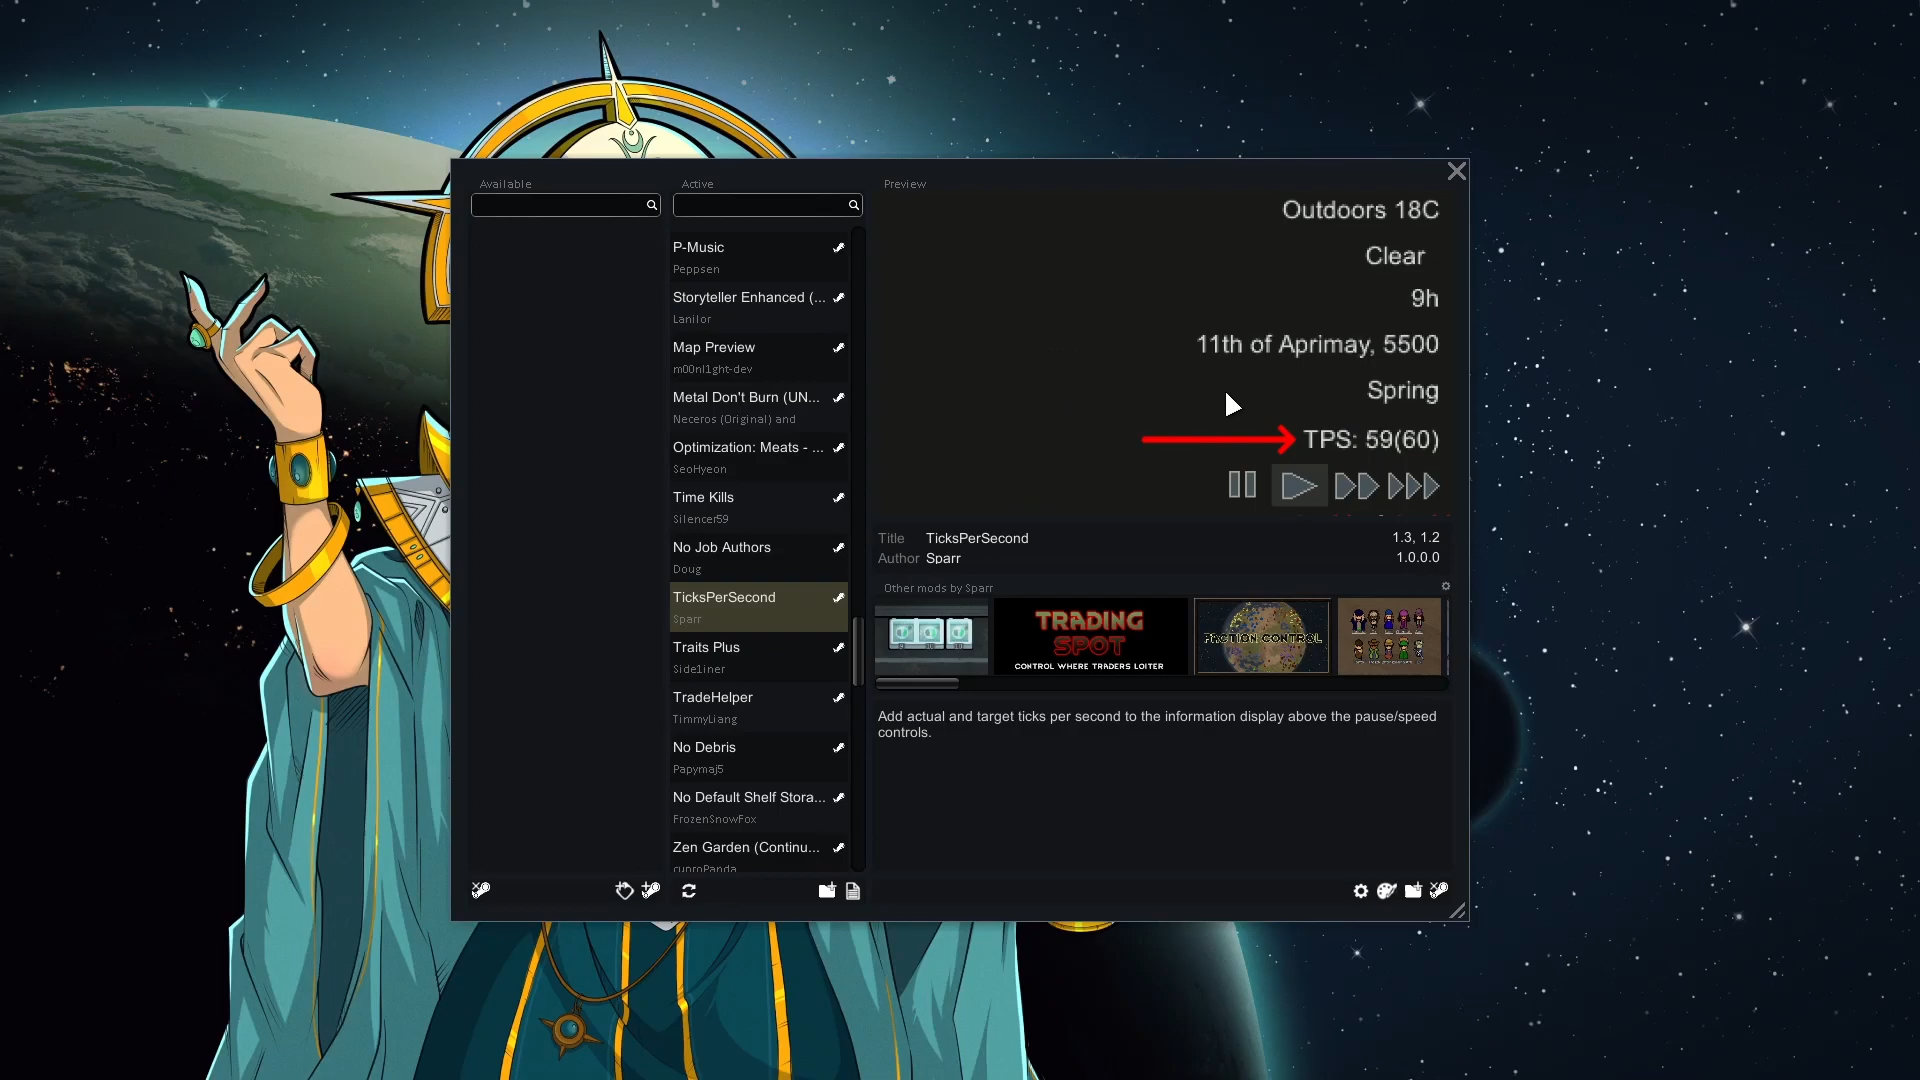 Available
Active
Preview
P-Music
Peppsen
Storyteller Enhanced (...
Lanilor
Map Preview
m00nl1ght-dev
Metal Don't Burn (UN...
Neceros (Original) and
Optimization: Meats - ...
SeoHyeon
Time Kills
Silencer59
No Job Authors
Doug
TicksPerSecond
Sparr
Traits Plus
Side1iner
TradeHelper
TimmyLiang
No Debris
Papymaj5
No Default Shelf Stora...
FrozenSnowFox
Zen Garden (Continu...
cuproPanda
Outdoors 18C
Clear
9h
11th of Aprimay, 5500
Spring
TPS: 59(60)
Title TicksPerSecond 1.3, 1.2
Author Sparr 1.0.0.0
Other mods by Sparr
TRADING
SPOT
CONTROL WHERE TRADERS LOITER
FACTION CONTROL
Add actual and target ticks per second to the information display above the pause/speed
controls.